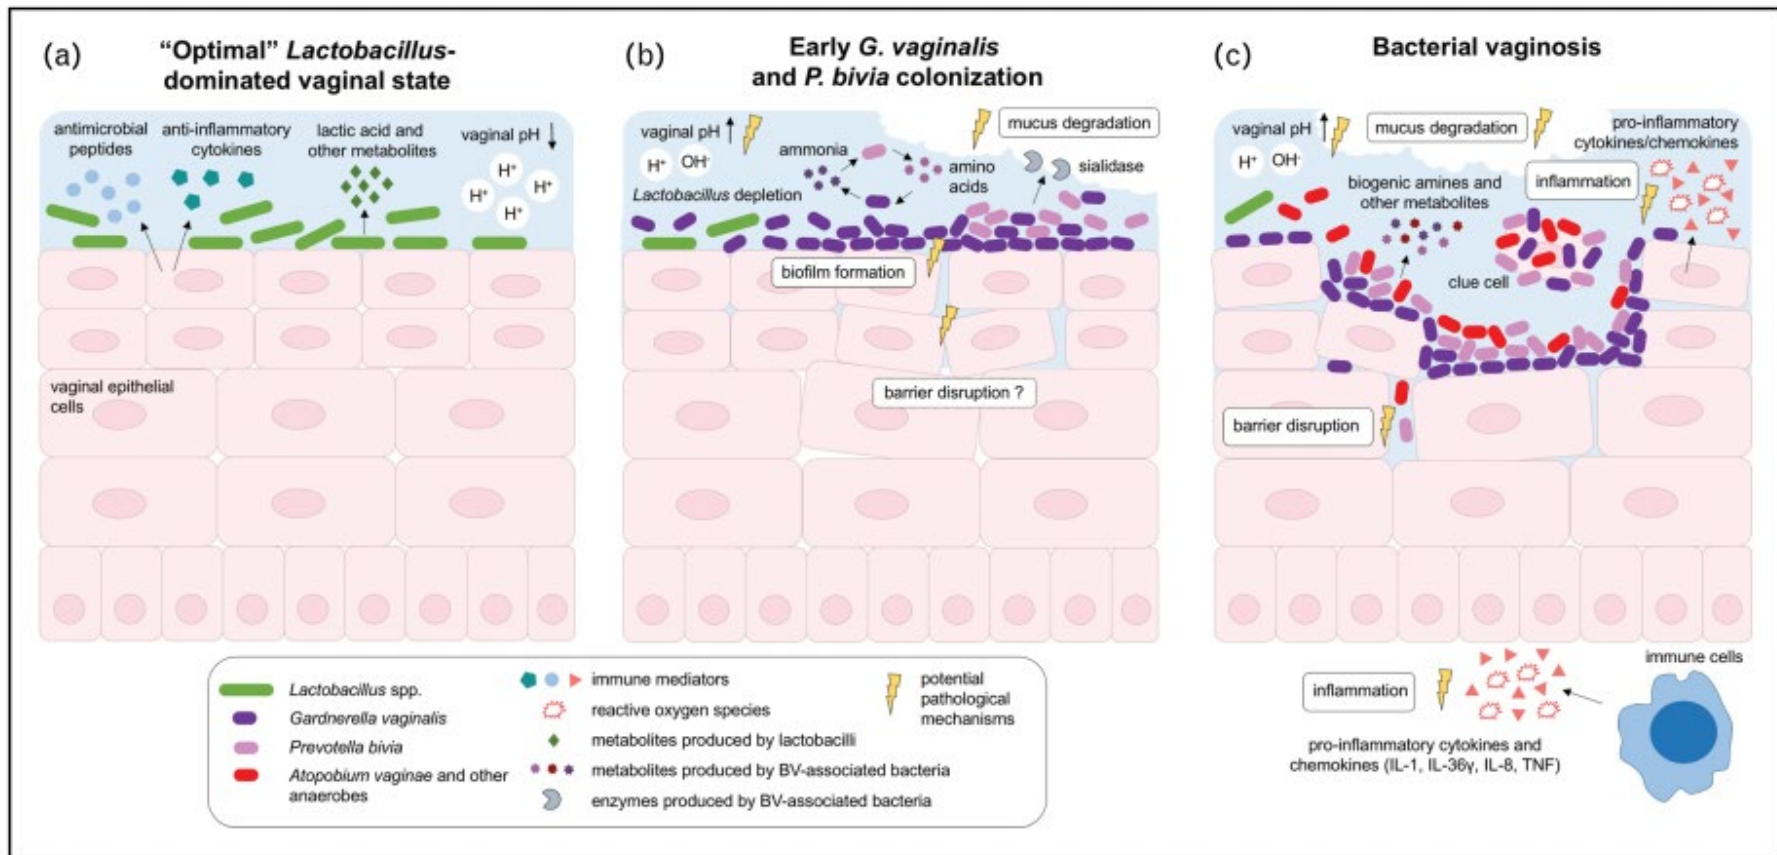 (a)
“Optimal” Lactobacillus-
dominated vaginal state
antimicrobial
peptides
anti-inflammatory
cytokines
lactic acid and
other metabolites
vaginal pH
H+
H+
H+
H+
vaginal epithelial
cells
(b)
Early G. vaginalis
and P. bivia colonization
vaginal pH
H+
OH-
mucus degradation
ammonia
amino
acids
sialidase
Lactobacillus depletion
biofilm formation
barrier disruption ?
(c)
Bacterial vaginosis
vaginal pH
H+
OH-
mucus degradation
pro-inflammatory
cytokines/chemokines
inflammation
biogenic amines and
other metabolites
clue cell
barrier disruption
inflammation
immune cells
pro-inflammatory cytokines and
chemokines (IL-1, IL-36γ, IL-8, TNF)
Lactobacillus spp.
Gardnerella vaginalis
Prevotella bivia
Atopobium vaginae and other
anaerobes
immune mediators
reactive oxygen species
metabolites produced by lactobacilli
metabolites produced by BV-associated bacteria
enzymes produced by BV-associated bacteria
potential
pathological
mechanisms